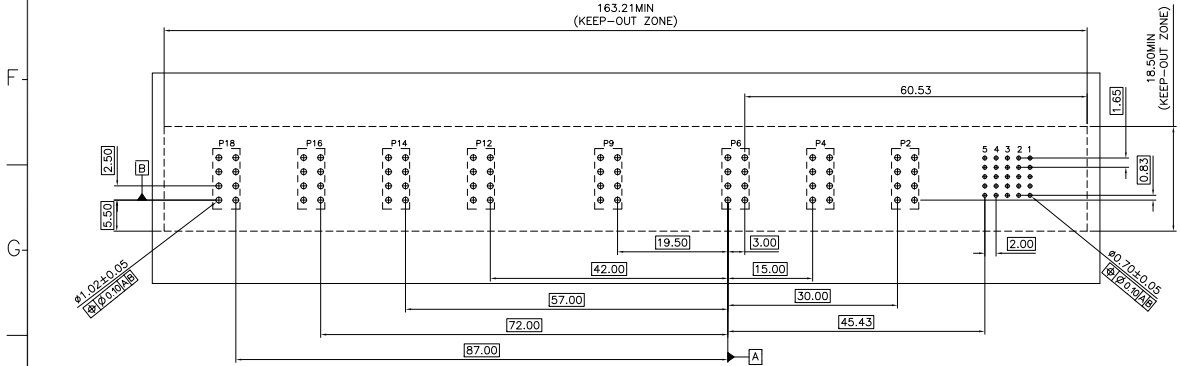 163.21MIN
(KEEP-OUT ZONE)
18.50MIN
(KEEP-OUT ZONE)
F
60.53
1.65
P18 P16 P14 P12 P9 P6 P4 P2 5 4 3 2 1
2.50
B
0.83
5.50
G
19.50 3.00 2.00
ø1.02±0.05
⌖ Ø0.10 A B
ø0.70±0.05
⌖ Ø0.10 A B
42.00 15.00
57.00 30.00
72.00 45.43
87.00 A